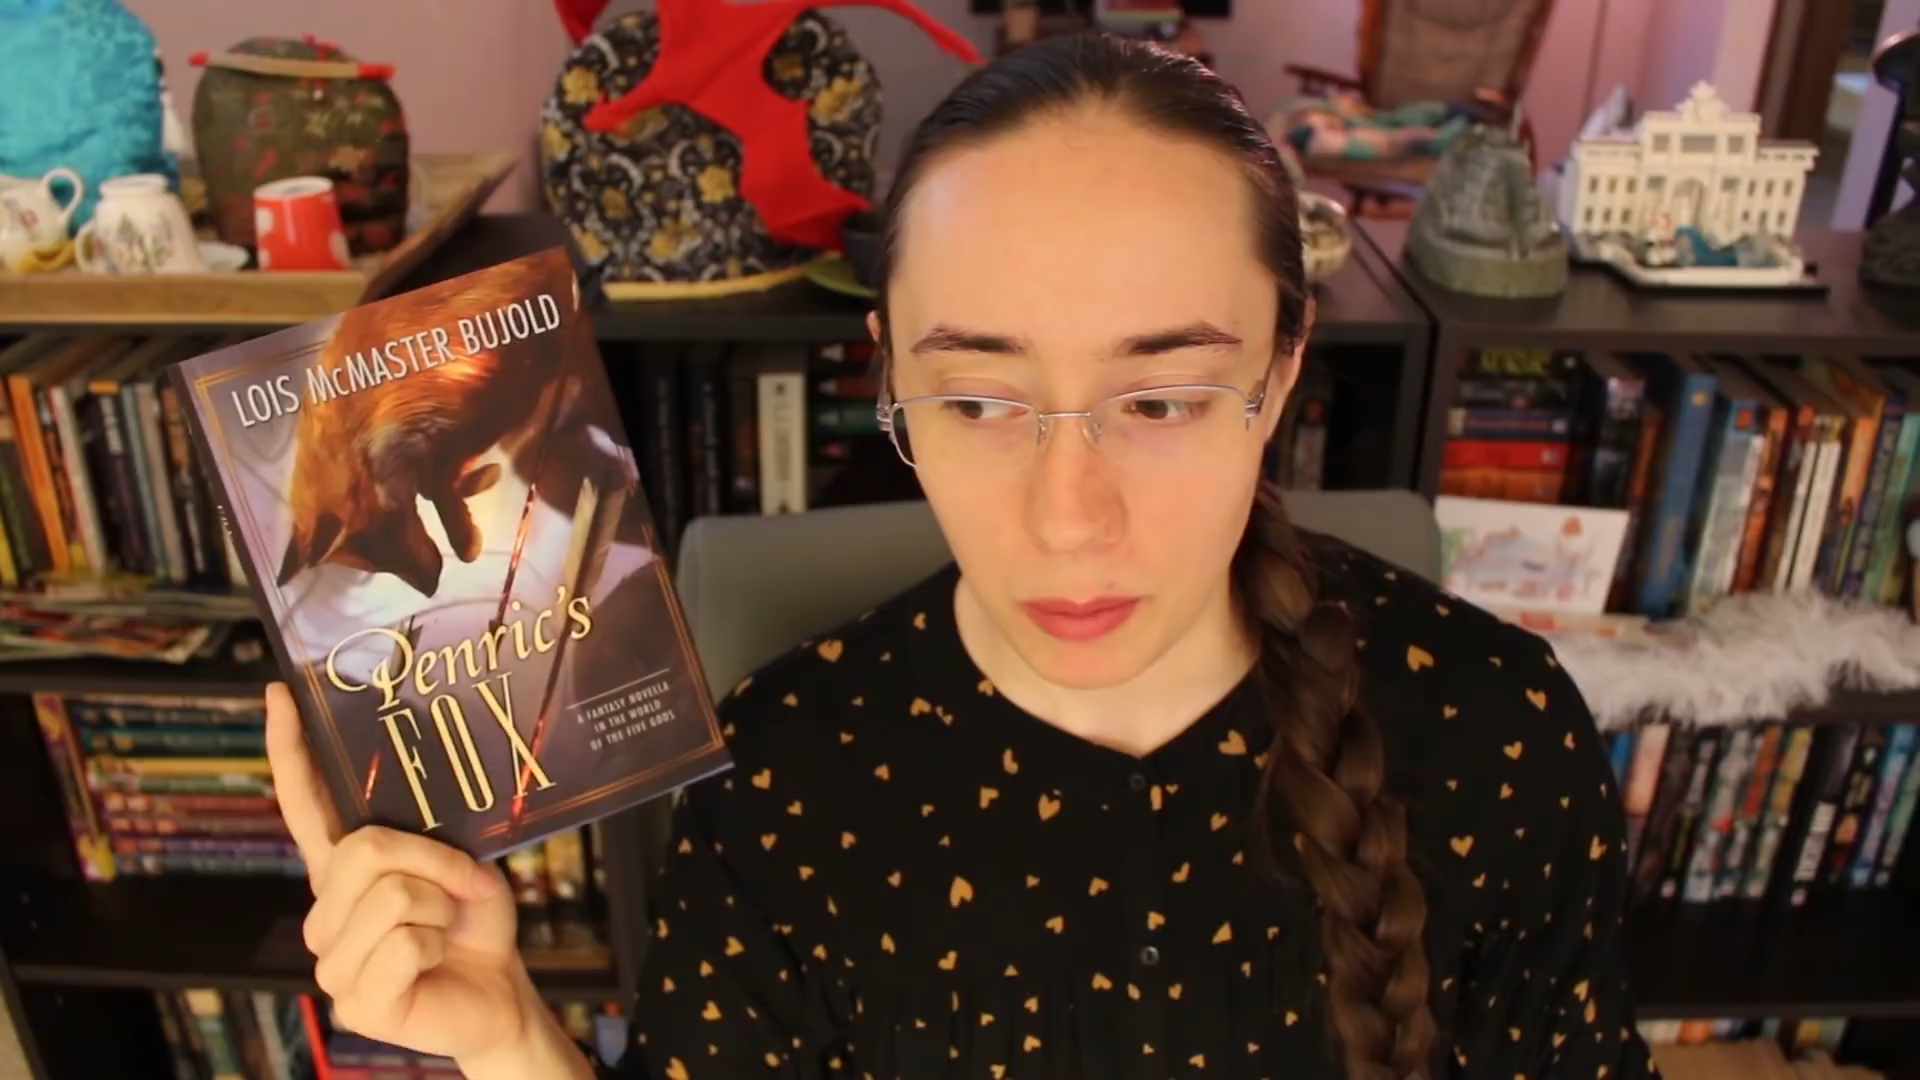 LOIS McMASTER BUJOLD
Penric's
FOX
A FANTASY NOVELLA
IN THE WORLD
OF THE FIVE GODS